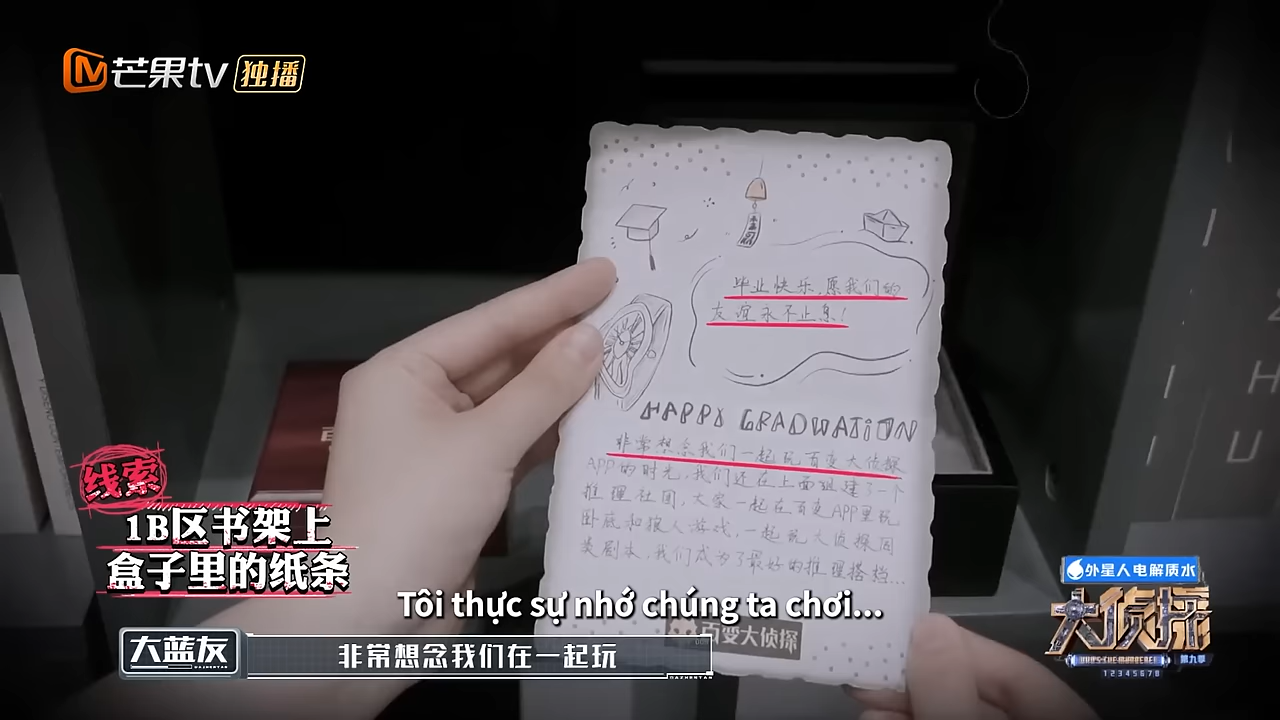 芒果tv 独播
毕业快乐，愿我们的
友谊永不止息！
HAPPY GRADUATION
非常想念我们一起玩百变大侦探
APP的时光，我们还在上面组建了一个
推理社团，大家一起在百变APP里玩
卧底和狼人游戏，一起玩大侦探同
类剧本，我们成为了最好的推理搭档...
线索
1B区书架上
盒子里的纸条
Tôi thực sự nhớ chúng ta chơi...
百变大侦探
大蓝友
非常想念我们在一起玩
外星人电解质水
大侦探
第九季
12345678
H
U